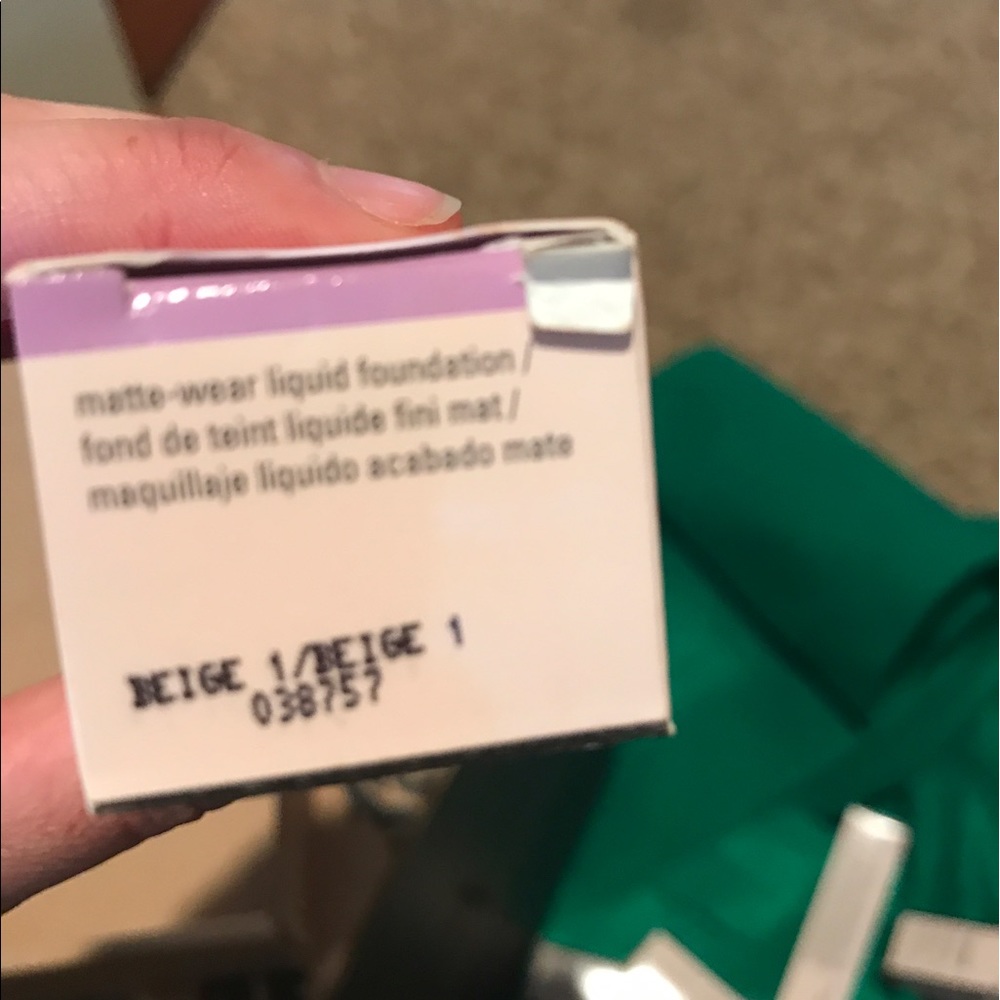 matte-wear liquid foundation /
fond de teint liquide fini mat /
maquillaje líquido acabado mate
BEIGE 1/BEIGE 1
038757